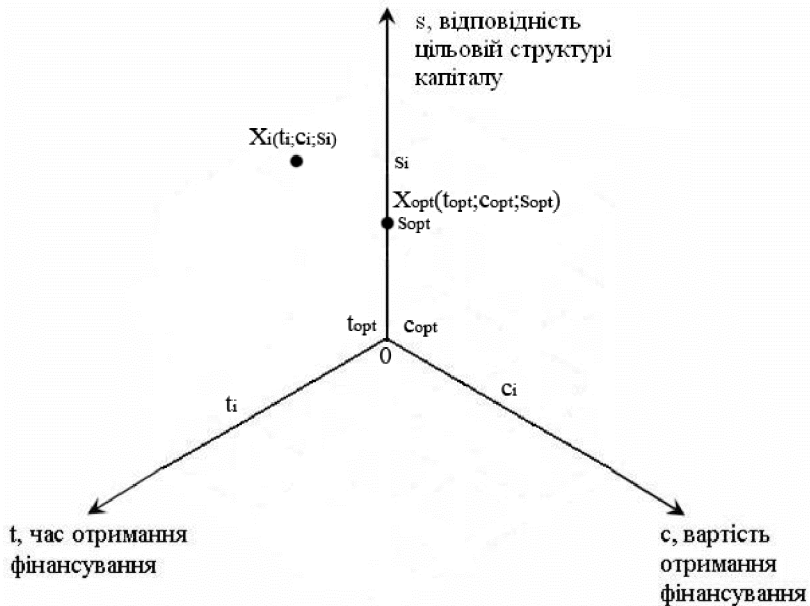 s, відповідність
цільовій структурі
капіталу
Xi(ti;ci;si)
si
Xopt(topt;copt;sopt)
sopt
topt
copt
0
ti
ci
t, час отримання
фінансування
c, вартість
отримання
фінансування